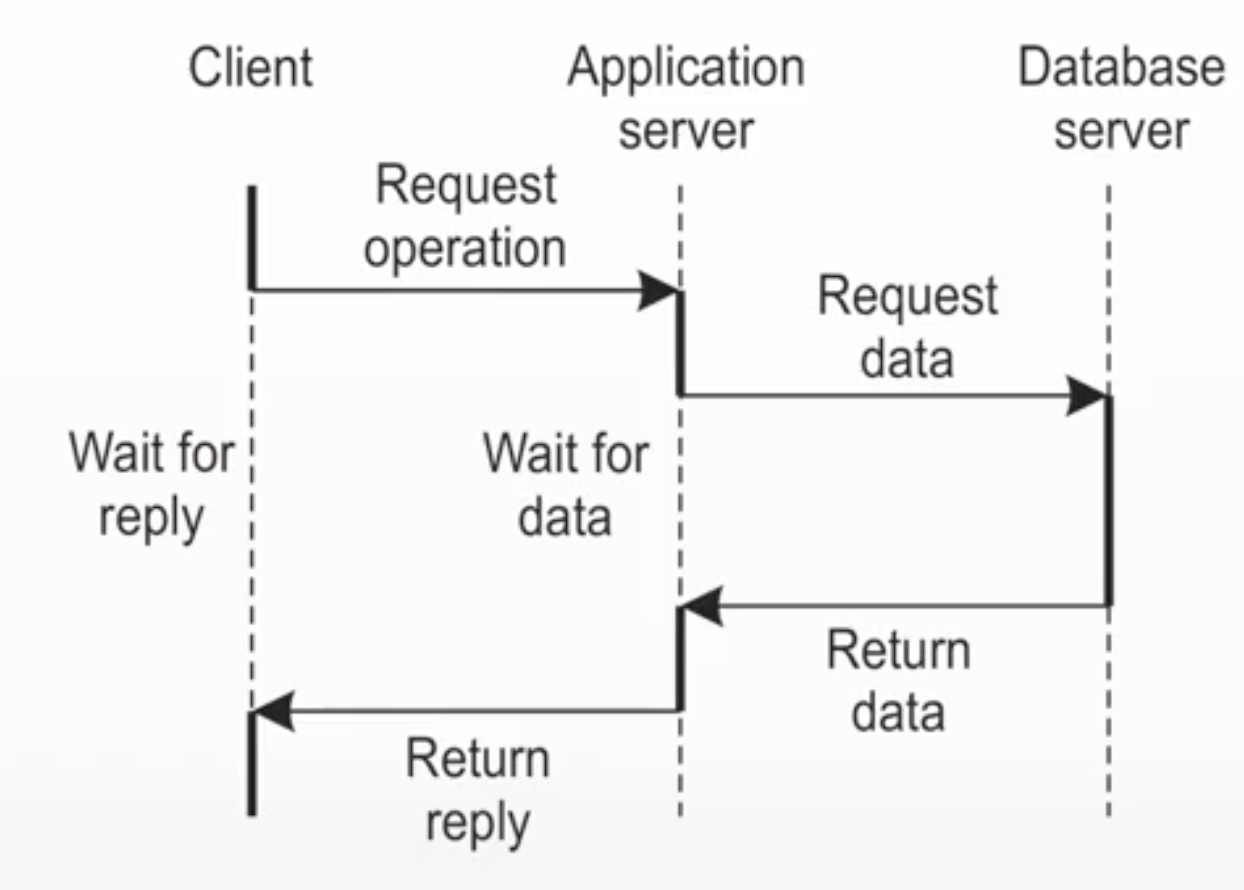 Client
Application
server
Database
server
Request
operation
Request
data
Wait for
reply
Wait for
data
Return
data
Return
reply